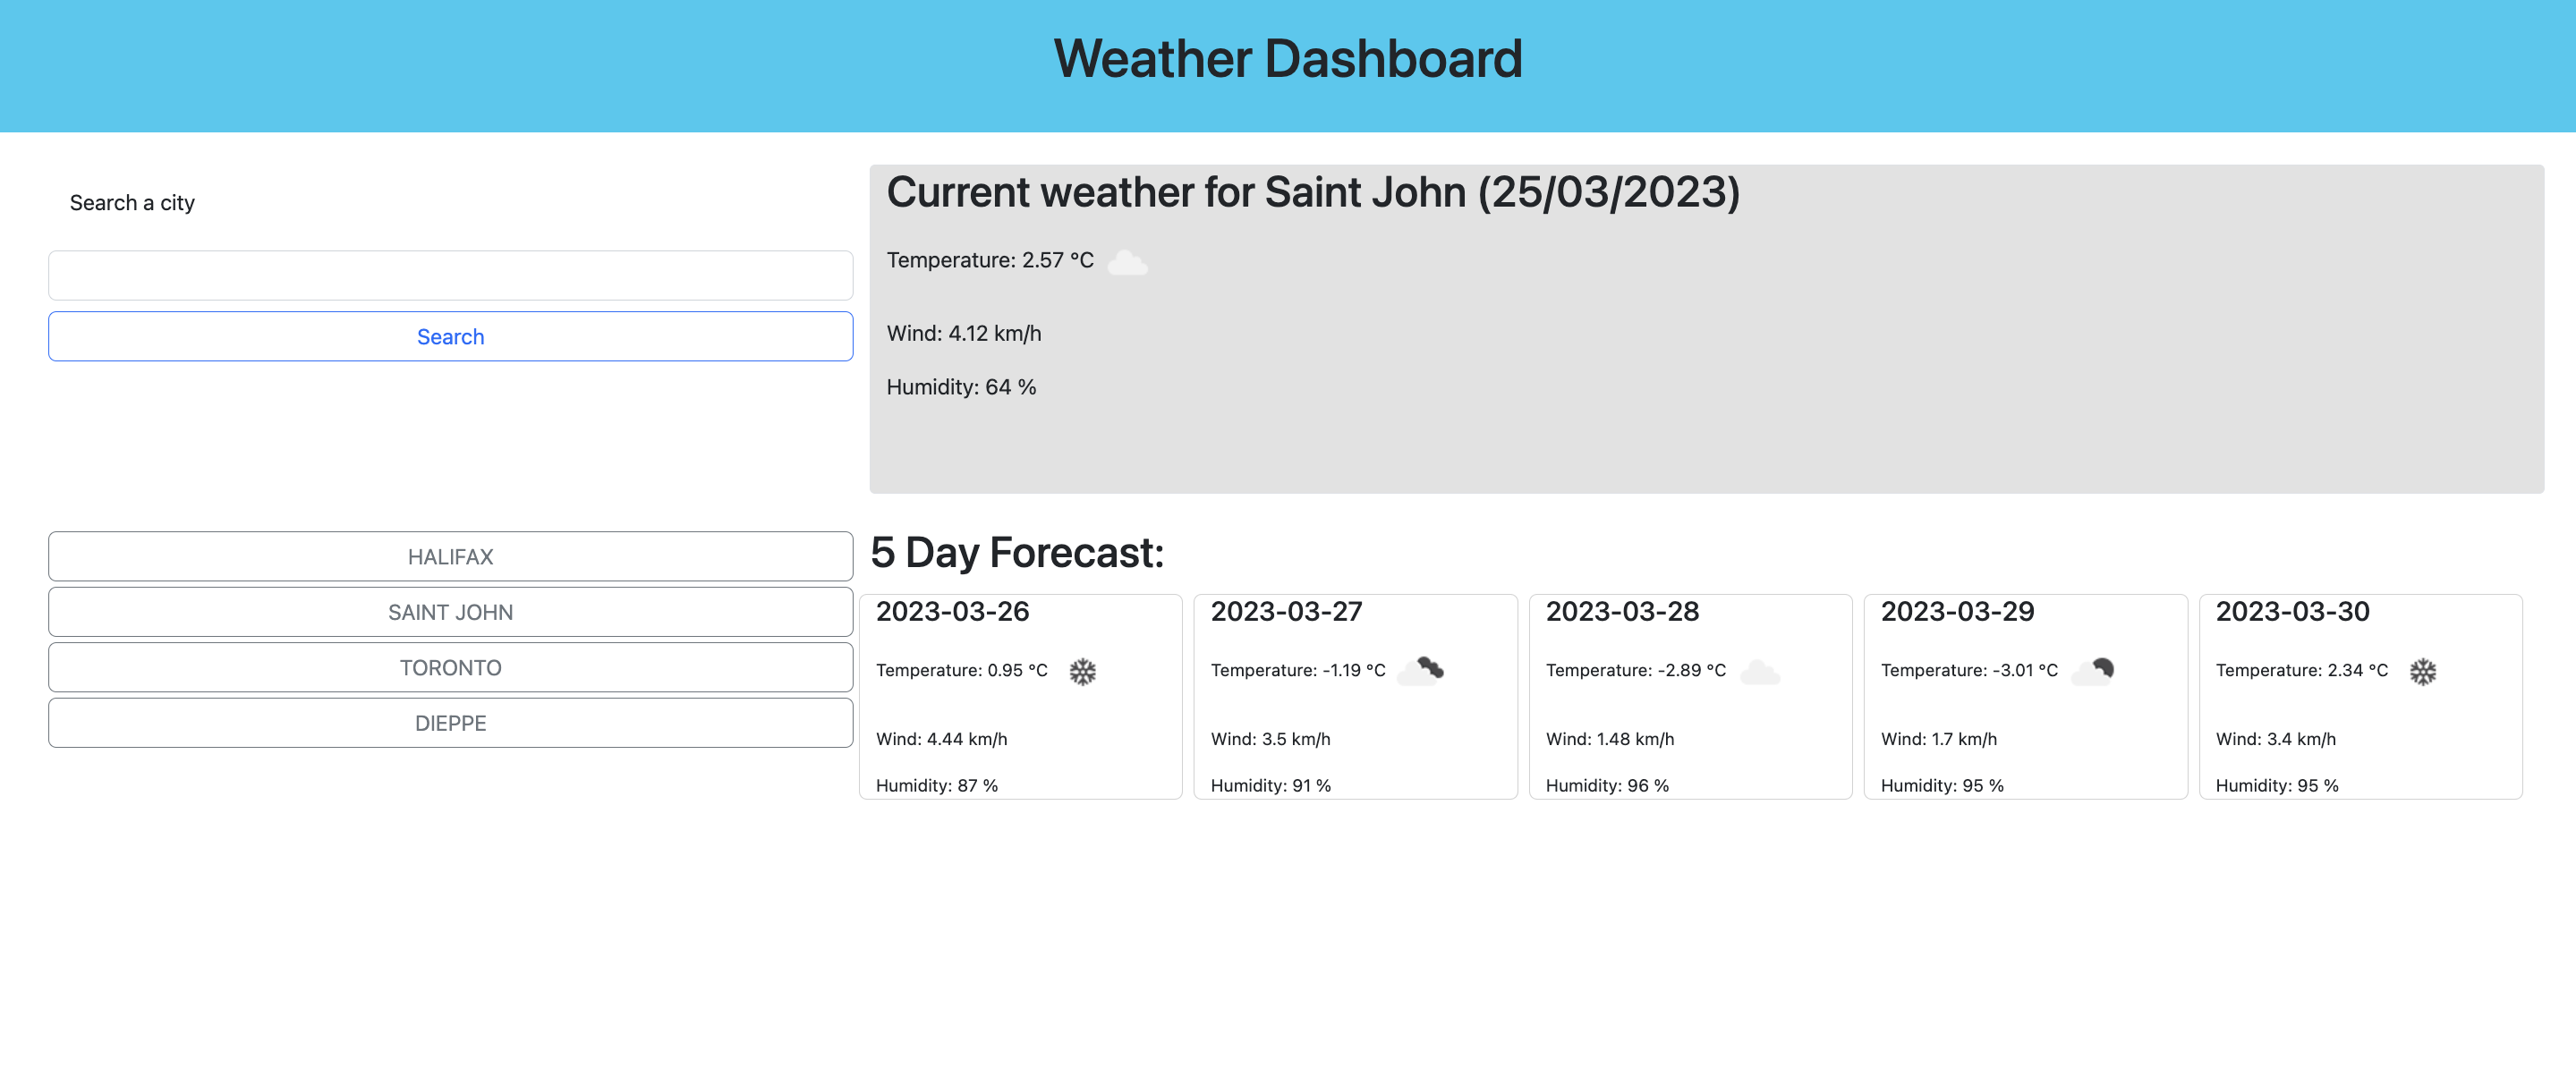 Weather Dashboard
Search a city
Search
HALIFAX
SAINT JOHN
TORONTO
DIEPPE
Current weather for Saint John (25/03/2023)
Temperature: 2.57 °C
Wind: 4.12 km/h
Humidity: 64 %
5 Day Forecast:
2023-03-26
Temperature: 0.95 °C
Wind: 4.44 km/h
Humidity: 87 %
2023-03-27
Temperature: -1.19 °C
Wind: 3.5 km/h
Humidity: 91 %
2023-03-28
Temperature: -2.89 °C
Wind: 1.48 km/h
Humidity: 96 %
2023-03-29
Temperature: -3.01 °C
Wind: 1.7 km/h
Humidity: 95 %
2023-03-30
Temperature: 2.34 °C
Wind: 3.4 km/h
Humidity: 95 %